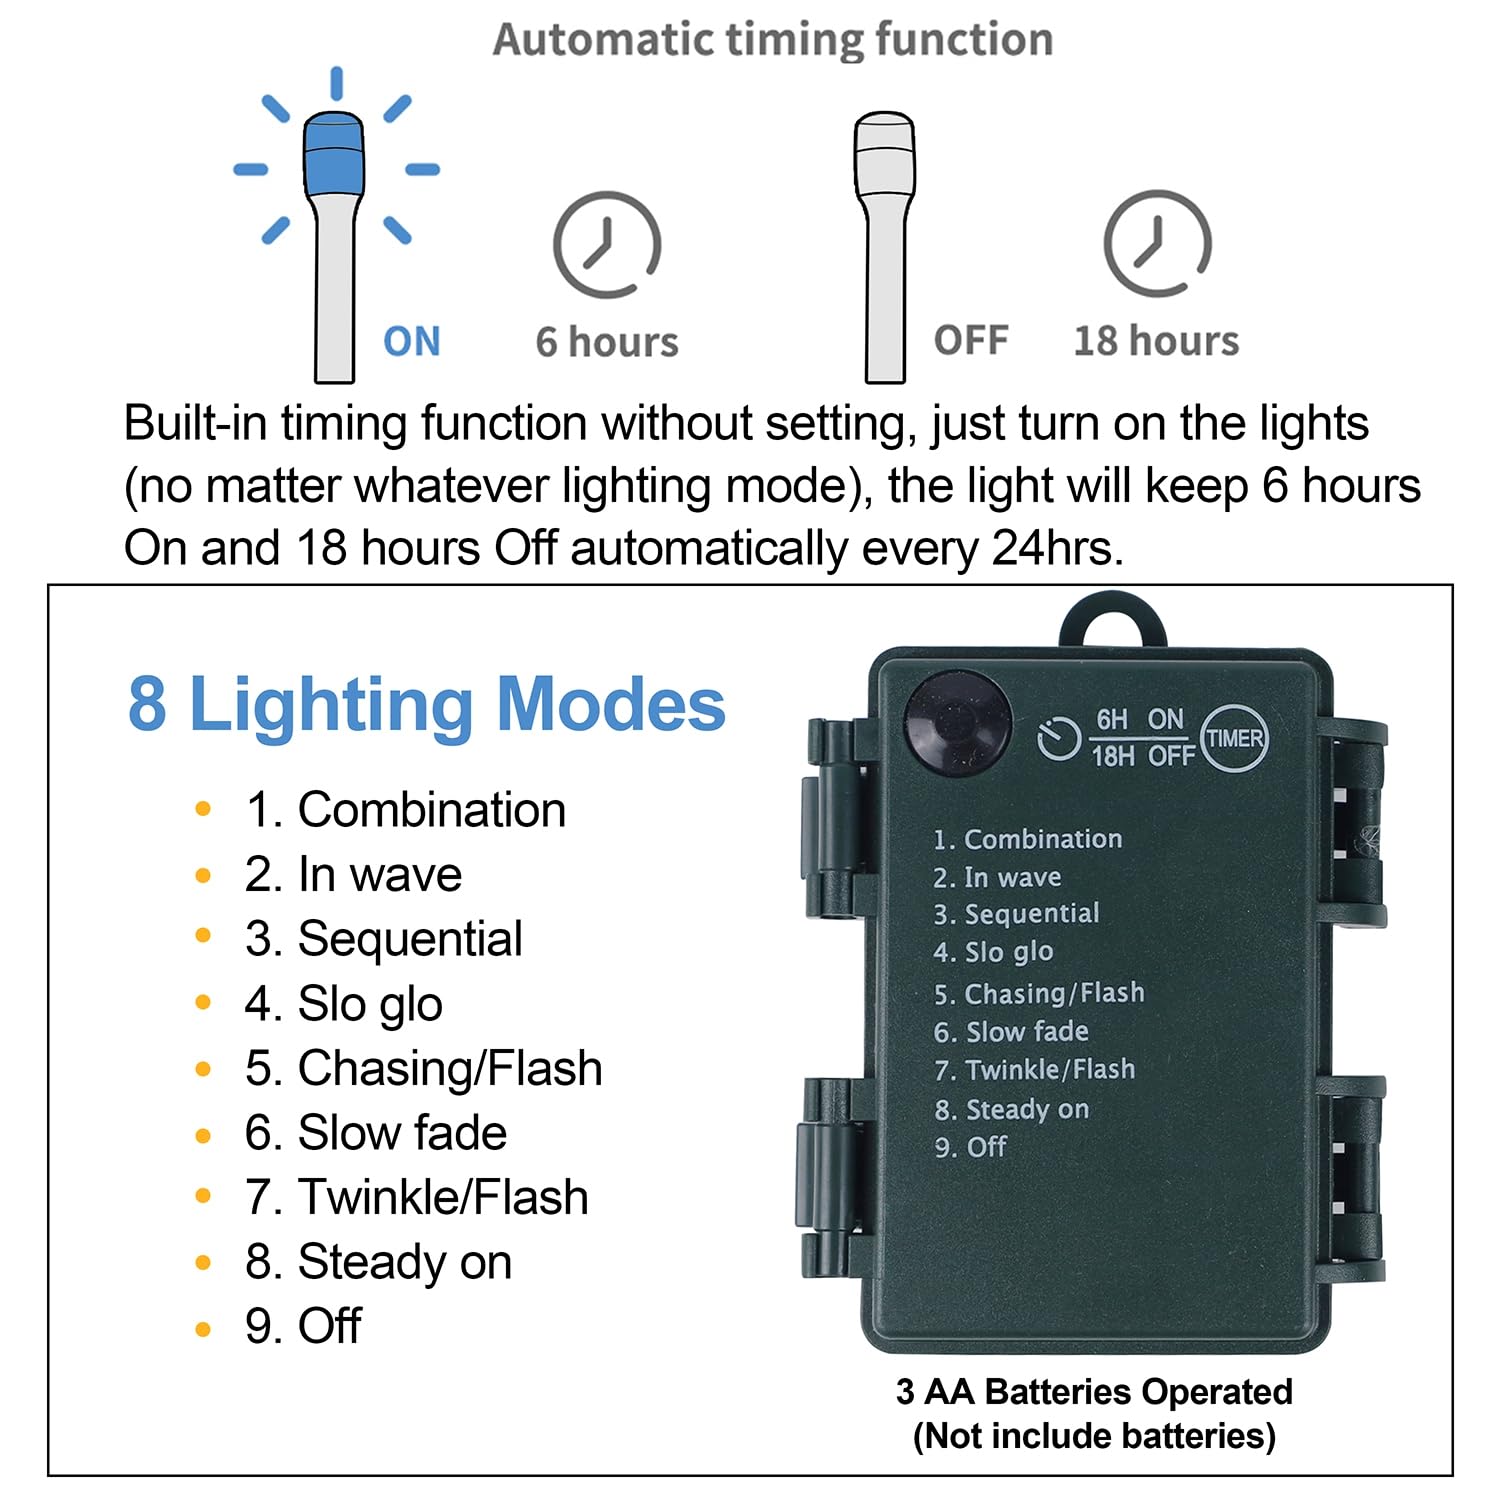 Automatic timing function
ON
6 hours
OFF
18 hours
Built-in timing function without setting, just turn on the lights
(no matter whatever lighting mode), the light will keep 6 hours
On and 18 hours Off automatically every 24hrs.
8 Lighting Modes
• 1. Combination
• 2. In wave
• 3. Sequential
• 4. Slo glo
• 5. Chasing/Flash
• 6. Slow fade
• 7. Twinkle/Flash
• 8. Steady on
• 9. Off
6H ON
18H OFF
TIMER
1. Combination
2. In wave
3. Sequential
4. Slo glo
5. Chasing/Flash
6. Slow fade
7. Twinkle/Flash
8. Steady on
9. Off
3 AA Batteries Operated
(Not include batteries)